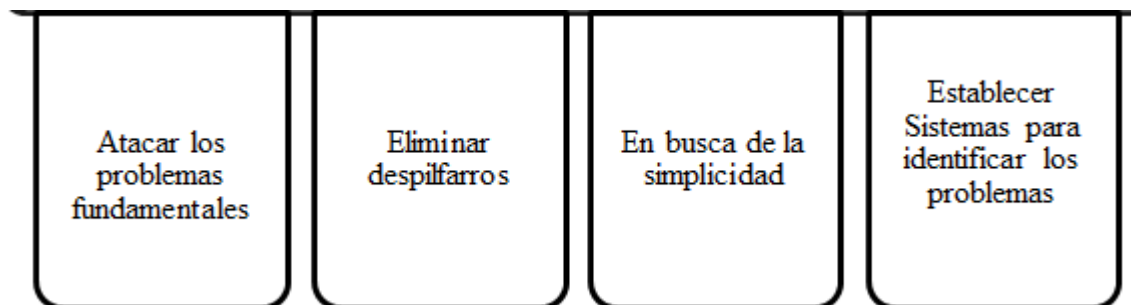 Atacar los
problemas
fundamentales
Eliminar
despilfarros
En busca de la
simplicidad
Establecer
Sistemas para
identificar los
problemas